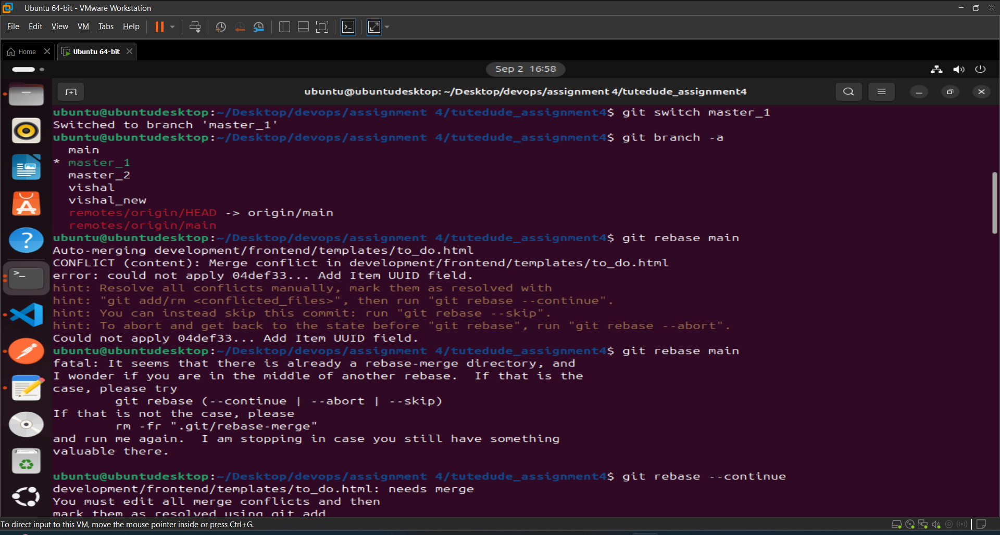 Ubuntu 64-bit - VMware Workstation
File Edit View VM Tabs Help
Home Ubuntu 64-bit
Sep 2 16:58
ubuntu@ubuntudesktop: ~/Desktop/devops/assignment 4/tutedude_assignment4
ubuntu@ubuntudesktop:~/Desktop/devops/assignment 4/tutedude_assignment4$ git switch master_1
Switched to branch 'master_1'
ubuntu@ubuntudesktop:~/Desktop/devops/assignment 4/tutedude_assignment4$ git branch -a
  main
* master_1
  master_2
  vishal
  vishal_new
  remotes/origin/HEAD -> origin/main
  remotes/origin/main
ubuntu@ubuntudesktop:~/Desktop/devops/assignment 4/tutedude_assignment4$ git rebase main
Auto-merging development/frontend/templates/to_do.html
CONFLICT (content): Merge conflict in development/frontend/templates/to_do.html
error: could not apply 04def33... Add Item UUID field.
hint: Resolve all conflicts manually, mark them as resolved with
hint: "git add/rm <conflicted_files>", then run "git rebase --continue".
hint: You can instead skip this commit: run "git rebase --skip".
hint: To abort and get back to the state before "git rebase", run "git rebase --abort".
Could not apply 04def33... Add Item UUID field.
ubuntu@ubuntudesktop:~/Desktop/devops/assignment 4/tutedude_assignment4$ git rebase main
fatal: It seems that there is already a rebase-merge directory, and
I wonder if you are in the middle of another rebase.  If that is the
case, please try
        git rebase (--continue | --abort | --skip)
If that is not the case, please
        rm -fr ".git/rebase-merge"
and run me again.  I am stopping in case you still have something
valuable there.
ubuntu@ubuntudesktop:~/Desktop/devops/assignment 4/tutedude_assignment4$ git rebase --continue
development/frontend/templates/to_do.html: needs merge
You must edit all merge conflicts and then
mark them as resolved using git add
To direct input to this VM, move the mouse pointer inside or press Ctrl+G.